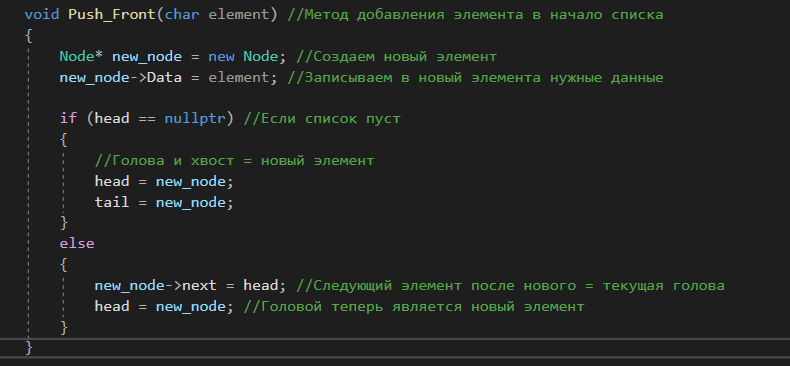 void Push_Front(char element) //Метод добавления элемента в начало списка
{
Node* new_node = new Node; //Создаем новый элемент
new_node->Data = element; //Записываем в новый элемента нужные данные
if (head == nullptr) //Если список пуст
{
//Голова и хвост = новый элемент
head = new_node;
tail = new_node;
}
else
{
new_node->next = head; //Следующий элемент после нового = текущая голова
head = new_node; //Головой теперь является новый элемент
}
}